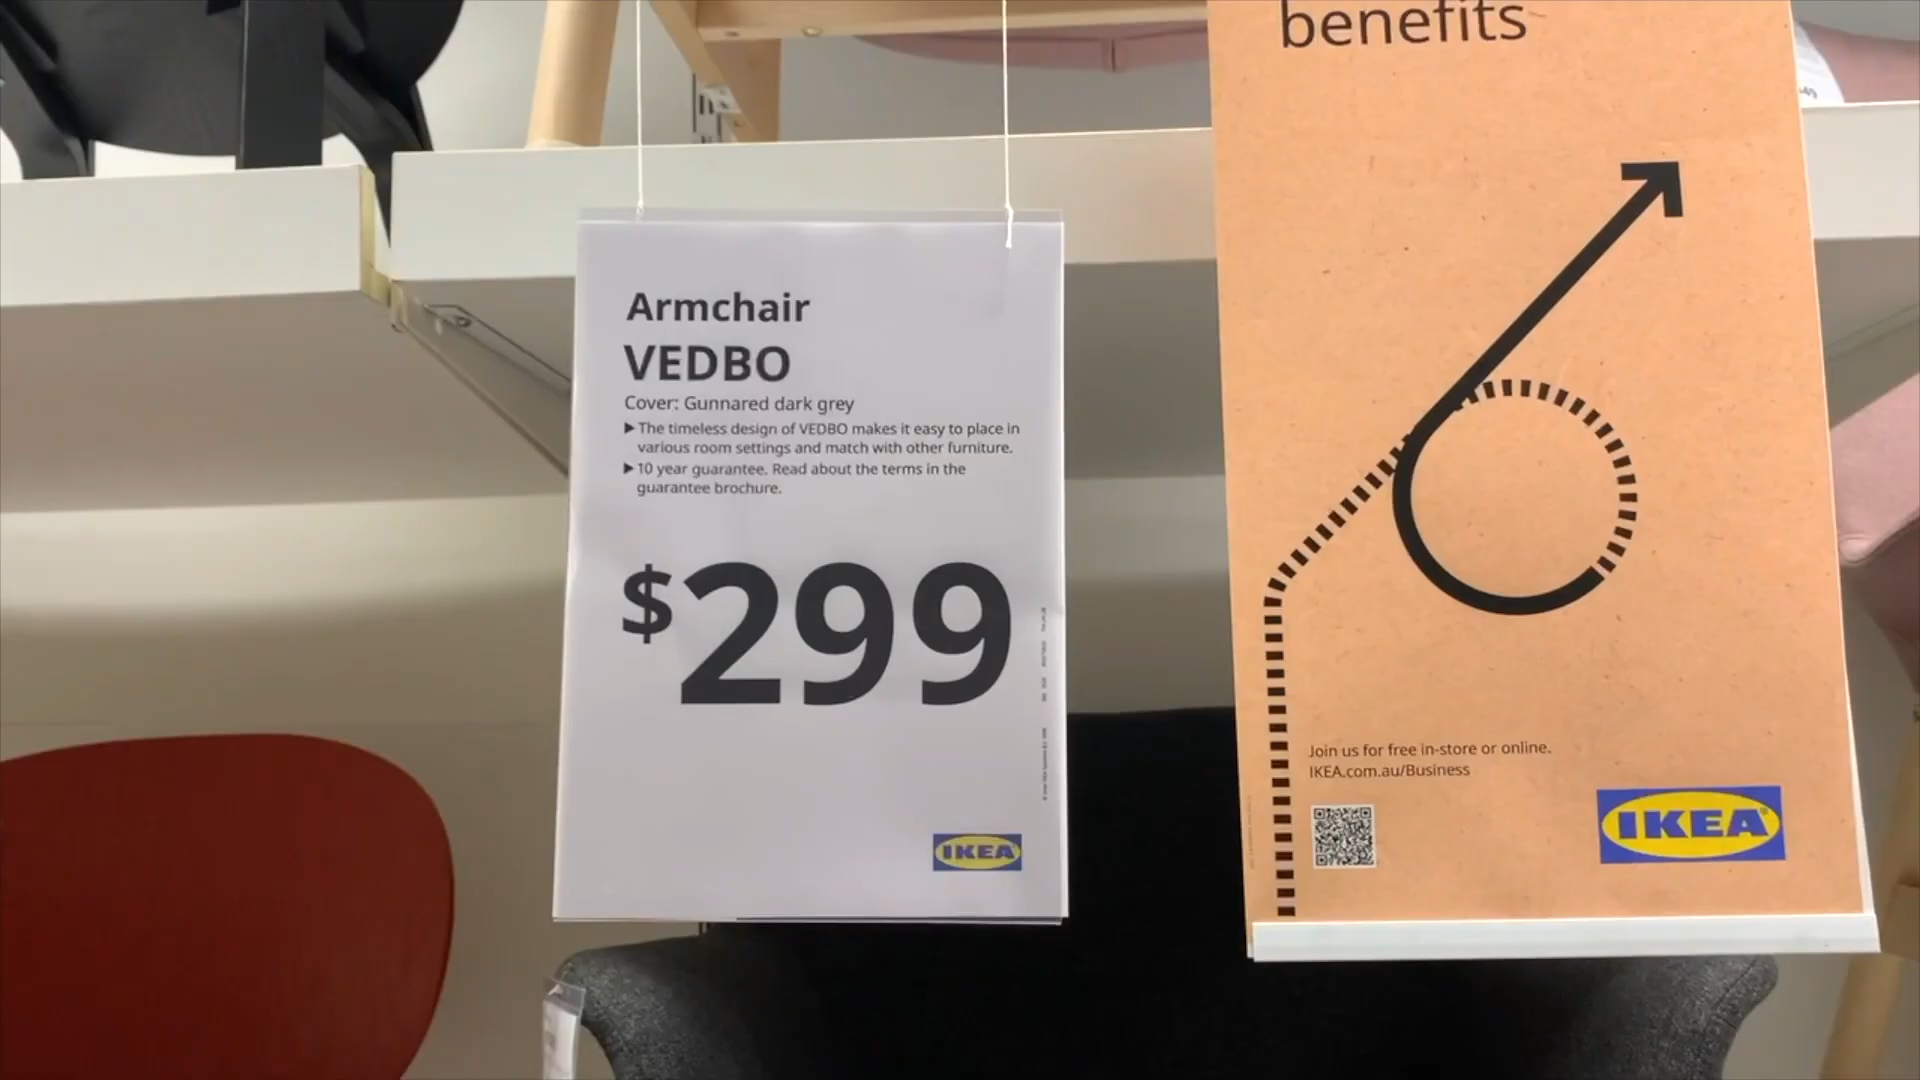 Armchair
VEDBO
Cover: Gunnared dark grey
▶The timeless design of VEDBO makes it easy to place in
various room settings and match with other furniture.
▶10 year guarantee. Read about the terms in the
guarantee brochure.
$299
IKEA
benefits
Join us for free in-store or online.
IKEA.com.au/Business
IKEA